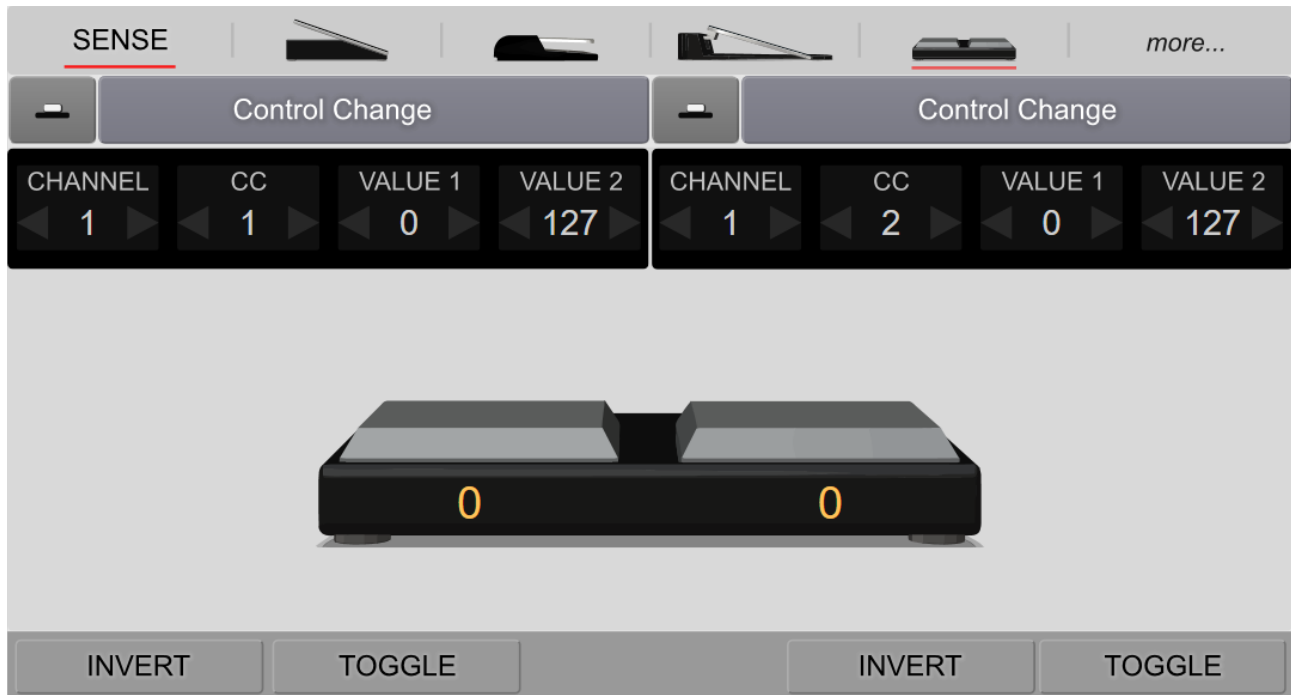 SENSE more...
Control Change Control Change
CHANNEL CC VALUE 1 VALUE 2 CHANNEL CC VALUE 1 VALUE 2
1 1 0 127 1 2 0 127
0 0
INVERT TOGGLE INVERT TOGGLE